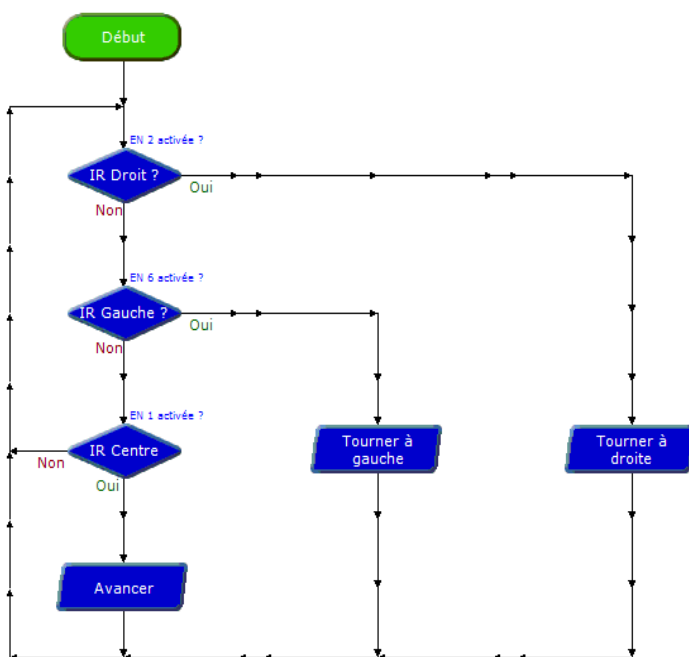 Début
EN 2 activée ?
IR Droit ?
Oui
Non
EN 6 activée ?
IR Gauche ?
Oui
Non
EN 1 activée ?
IR Centre
Non
Oui
Tourner à
gauche
Tourner à
droite
Avancer